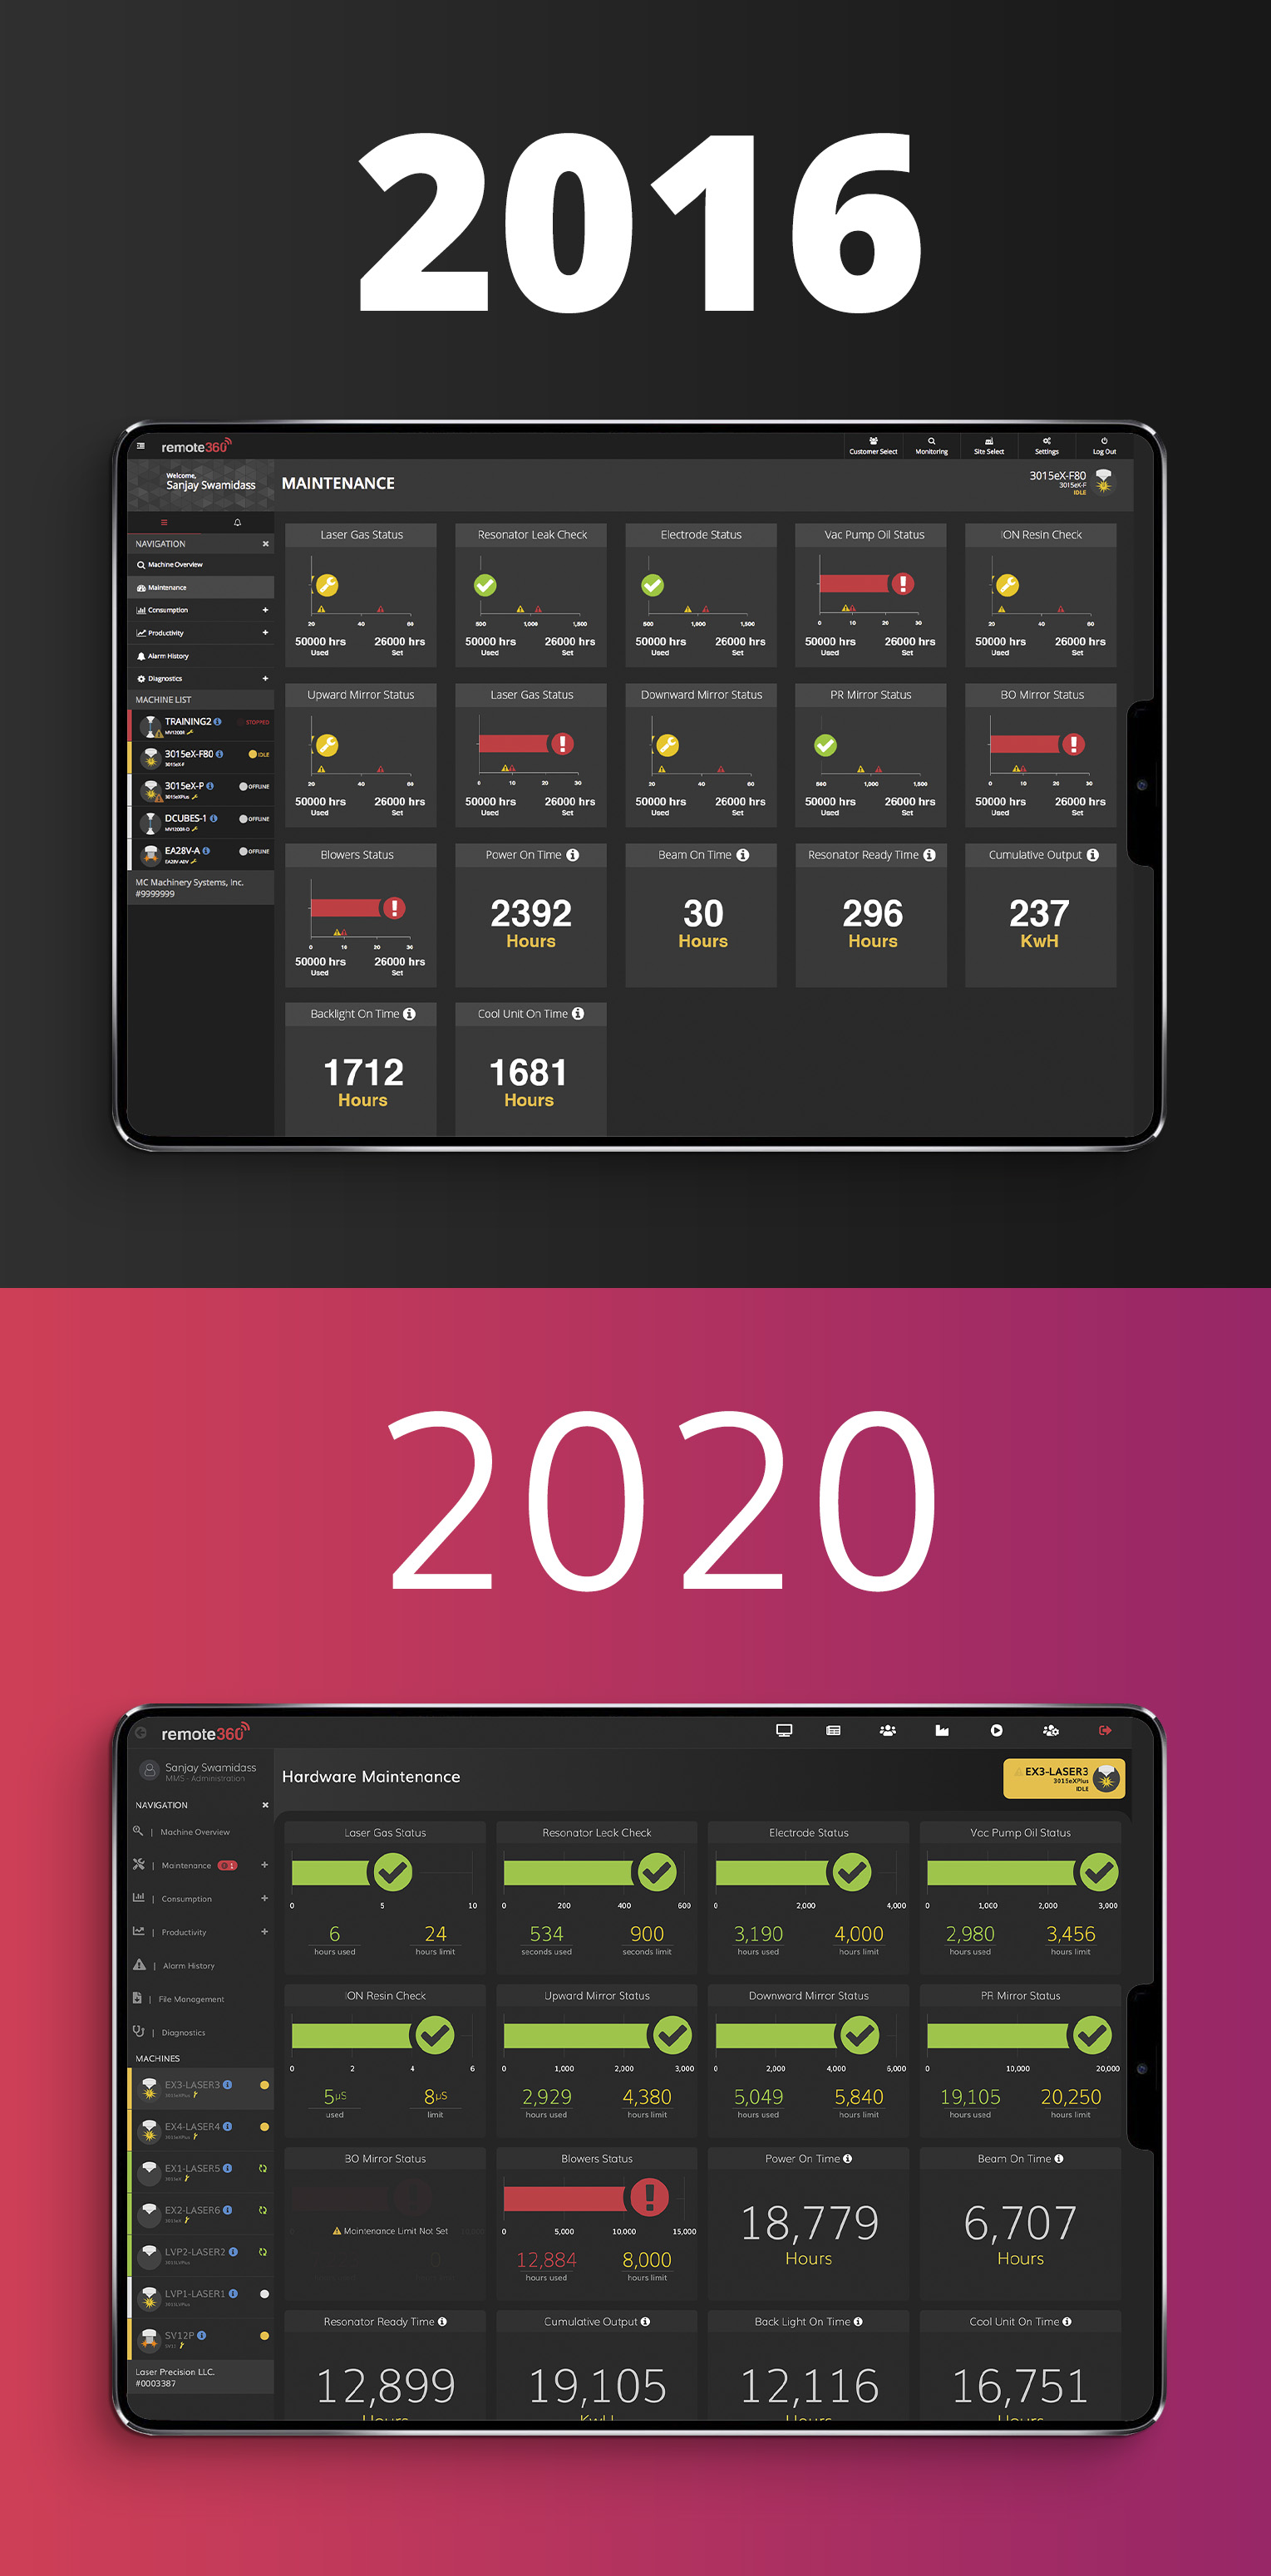 2016
remote360
Customer Select
Monitoring
Site Select
Settings
Log Out
Welcome,
Sanjay Swamidass
MAINTENANCE
3015eX-F80
3015eX-F
IDLE
NAVIGATION
Machine Overview
Maintenance
Consumption
Productivity
Alarm History
Diagnostics
MACHINE LIST
TRAINING2
STOPPED
3015eX-F80
IDLE
3015eX-F
3015eX-P
OFFLINE
3015eXPlus
DCUBES-1
OFFLINE
EA28V-A
OFFLINE
MC Machinery Systems, Inc.
#9999999
Laser Gas Status
20 40 60
50000 hrs 26000 hrs
Used Set
Resonator Leak Check
500 1,000 1,500
50000 hrs 26000 hrs
Used Set
Electrode Status
500 1,000 1,500
50000 hrs 26000 hrs
Used Set
Vac Pump Oil Status
0 10 20 30
50000 hrs 26000 hrs
Used Set
ION Resin Check
20 40 60
50000 hrs 26000 hrs
Used Set
Upward Mirror Status
20 40 60
50000 hrs 26000 hrs
Used Set
Laser Gas Status
0 10 20 30
50000 hrs 26000 hrs
Used Set
Downward Mirror Status
20 40 60
50000 hrs 26000 hrs
Used Set
PR Mirror Status
500 1,000 1,500
50000 hrs 26000 hrs
Used Set
BO Mirror Status
0 10 20 30
50000 hrs 26000 hrs
Used Set
Blowers Status
0 10 20 30
50000 hrs 26000 hrs
Used Set
Power On Time
2392
Hours
Beam On Time
30
Hours
Resonator Ready Time
296
Hours
Cumulative Output
237
KwH
Backlight On Time
1712
Hours
Cool Unit On Time
1681
Hours
2020
remote360
Sanjay Swamidass
MMS - Administration
Hardware Maintenance
EX3-LASER3
3015eXPlus
IDLE
NAVIGATION
| Machine Overview
| Maintenance 1
| Consumption
| Productivity
| Alarm History
| File Management
| Diagnostics
MACHINES
EX3-LASER3
3015eXPlus
EX4-LASER4
3015eXPlus
EX1-LASER5
EX2-LASER6
LVP2-LASER2
LVP1-LASER1
SV12P
SV12
Laser Precision LLC.
#0003387
Laser Gas Status
0 5 10
6 24
hours used hours limit
Resonator Leak Check
0 200 400 600
534 900
seconds used seconds limit
Electrode Status
0 2,000 4,000
3,190 4,000
hours used hours limit
Vac Pump Oil Status
0 1,000 2,000 3,000
2,980 3,456
hours used hours limit
ION Resin Check
0 2 4 6
5µS 8µS
used limit
Upward Mirror Status
0 1,000 2,000 3,000
2,929 4,380
hours used hours limit
Downward Mirror Status
0 2,000 4,000 6,000
5,049 5,840
hours used hours limit
PR Mirror Status
0 10,000 20,000
19,105 20,250
hours used hours limit
BO Mirror Status
Maintenance Limit Not Set
0
Blowers Status
0 5,000 10,000 15,000
12,884 8,000
hours used hours limit
Power On Time
18,779
Hours
Beam On Time
6,707
Hours
Resonator Ready Time
12,899
Hours
Cumulative Output
19,105
KwH
Back Light On Time
12,116
Hours
Cool Unit On Time
16,751
Hours